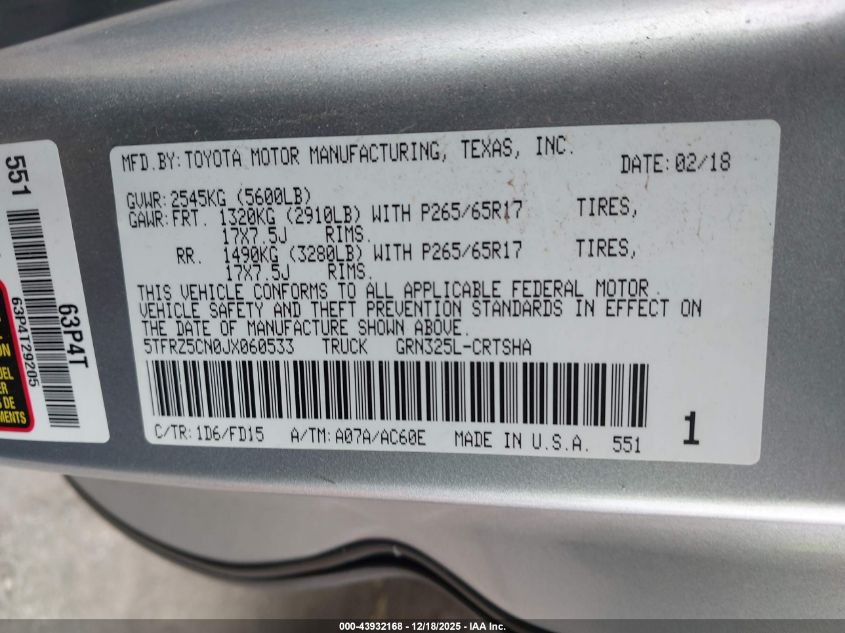 MFD.BY: TOYOTA MOTOR MANUFACTURING, TEXAS, INC. DATE: 02/18
GVWR: 2545KG (5600LB)
GAWR: FRT. 1320KG (2910LB) WITH P265/65R17 TIRES,
17X7.5J RIMS.
RR. 1490KG (3280LB) WITH P265/65R17 TIRES,
17X7.5J RIMS.
THIS VEHICLE CONFORMS TO ALL APPLICABLE FEDERAL MOTOR
VEHICLE SAFETY AND THEFT PREVENTION STANDARDS IN EFFECT ON
THE DATE OF MANUFACTURE SHOWN ABOVE.
5TFRZ5CN0JX060533 TRUCK GRN325L-CRTSHA
C/TR: 1D6/FD15 A/TM: A07A/AC60E MADE IN U.S.A. 551
1
551
63P4T
63P4T29205
000-43932168 - 12/18/2025 - IAA Inc.